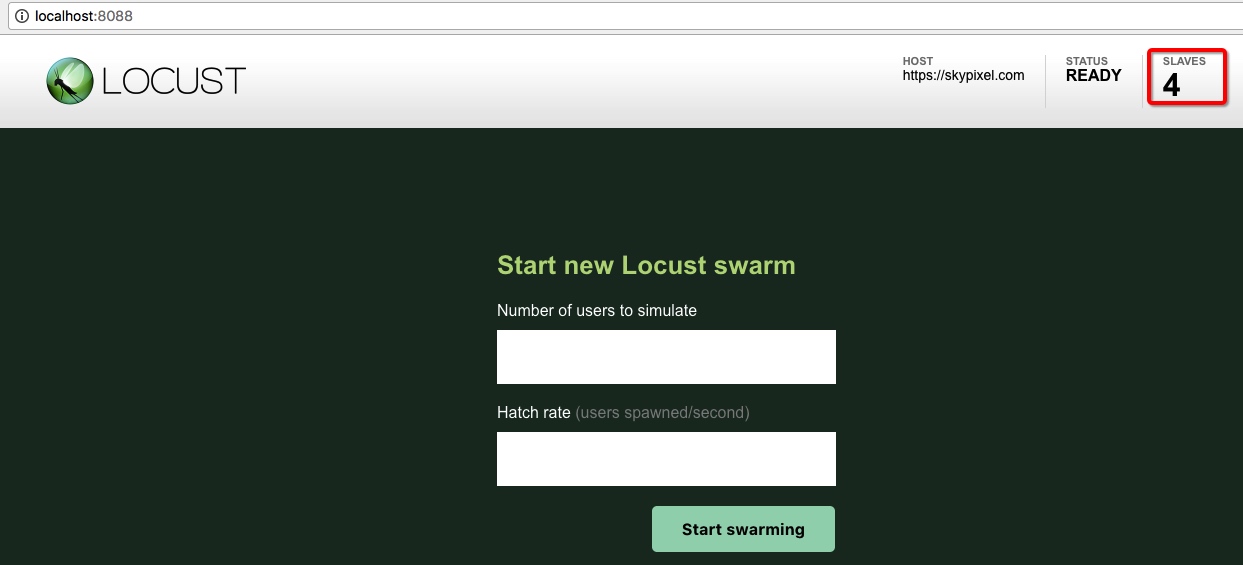 localhost:8088
LOCUST
HOST
https://skypixel.com
STATUS
READY
SLAVES
4
Start new Locust swarm
Number of users to simulate
Hatch rate (users spawned/second)
Start swarming